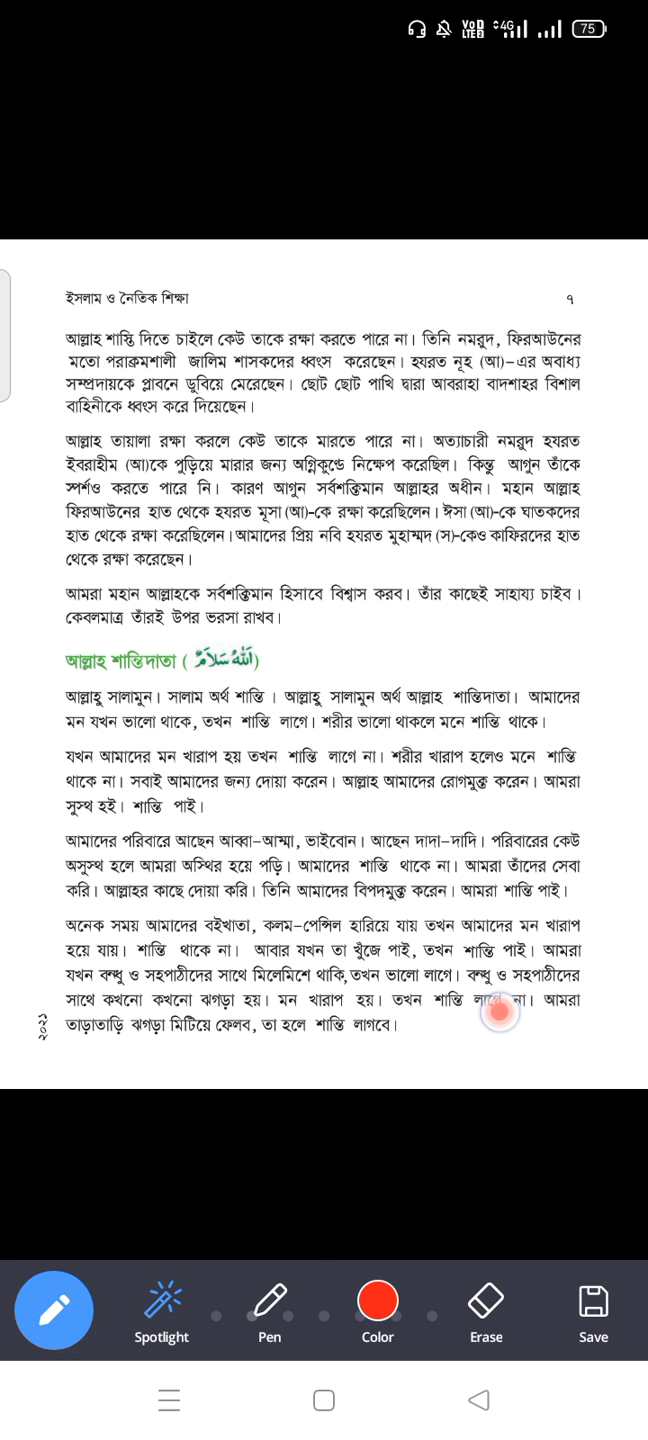 VoD LTE2 4G 75
ইসলাম ও নৈতিক শিক্ষা ৭
আল্লাহ শাস্তি দিতে চাইলে কেউ তাকে রক্ষা করতে পারে না। তিনি নমরূদ, ফিরআউনের
মতো পরাক্রমশালী জালিম শাসকদের ধ্বংস করেছেন। হযরত নূহ (আ)-এর অবাধ্য
সম্প্রদায়কে প্লাবনে ডুবিয়ে মেরেছেন। ছোট ছোট পাখি দ্বারা আবরাহা বাদশাহর বিশাল
বাহিনীকে ধ্বংস করে দিয়েছেন।
আল্লাহ তায়ালা রক্ষা করলে কেউ তাকে মারতে পারে না। অত্যাচারী নমরূদ হযরত
ইবরাহীম (আ)কে পুড়িয়ে মারার জন্য অগ্নিকুণ্ডে নিক্ষেপ করেছিল। কিন্তু আগুন তাঁকে
স্পর্শও করতে পারে নি। কারণ আগুন সর্বশক্তিমান আল্লাহর অধীন। মহান আল্লাহ
ফিরআউনের হাত থেকে হযরত মূসা (আ)-কে রক্ষা করেছিলেন। ঈসা (আ)-কে ঘাতকদের
হাত থেকে রক্ষা করেছিলেন। আমাদের প্রিয় নবি হযরত মুহাম্মদ (স)-কেও কাফিরদের হাত
থেকে রক্ষা করেছেন।
আমরা মহান আল্লাহকে সর্বশক্তিমান হিসাবে বিশ্বাস করব। তাঁর কাছেই সাহায্য চাইব।
কেবলমাত্র তাঁরই উপর ভরসা রাখব।
আল্লাহ শান্তিদাতা ( اَللّٰهُ سَلَامٌ)
আল্লাহু সালামুন। সালাম অর্থ শান্তি। আল্লাহু সালামুন অর্থ আল্লাহ শান্তিদাতা। আমাদের
মন যখন ভালো থাকে, তখন শান্তি লাগে। শরীর ভালো থাকলে মনে শান্তি থাকে।
যখন আমাদের মন খারাপ হয় তখন শান্তি লাগে না। শরীর খারাপ হলেও মনে শান্তি
থাকে না। সবাই আমাদের জন্য দোয়া করেন। আল্লাহ আমাদের রোগমুক্ত করেন। আমরা
সুস্থ হই। শান্তি পাই।
আমাদের পরিবারে আছেন আব্বা-আম্মা, ভাইবোন। আছেন দাদা-দাদি। পরিবারের কেউ
অসুস্থ হলে আমরা অস্থির হয়ে পড়ি। আমাদের শান্তি থাকে না। আমরা তাঁদের সেবা
করি। আল্লাহর কাছে দোয়া করি। তিনি আমাদের বিপদমুক্ত করেন। আমরা শান্তি পাই।
অনেক সময় আমাদের বইখাতা, কলম-পেন্সিল হারিয়ে যায় তখন আমাদের মন খারাপ
হয়ে যায়। শান্তি থাকে না। আবার যখন তা খুঁজে পাই, তখন শান্তি পাই। আমরা
যখন বন্ধু ও সহপাঠীদের সাথে মিলেমিশে থাকি, তখন ভালো লাগে। বন্ধু ও সহপাঠীদের
সাথে কখনো কখনো ঝগড়া হয়। মন খারাপ হয়। তখন শান্তি লাগে না। আমরা
তাড়াতাড়ি ঝগড়া মিটিয়ে ফেলব, তা হলে শান্তি লাগবে।
২০২১
Spotlight Pen Color Erase Save